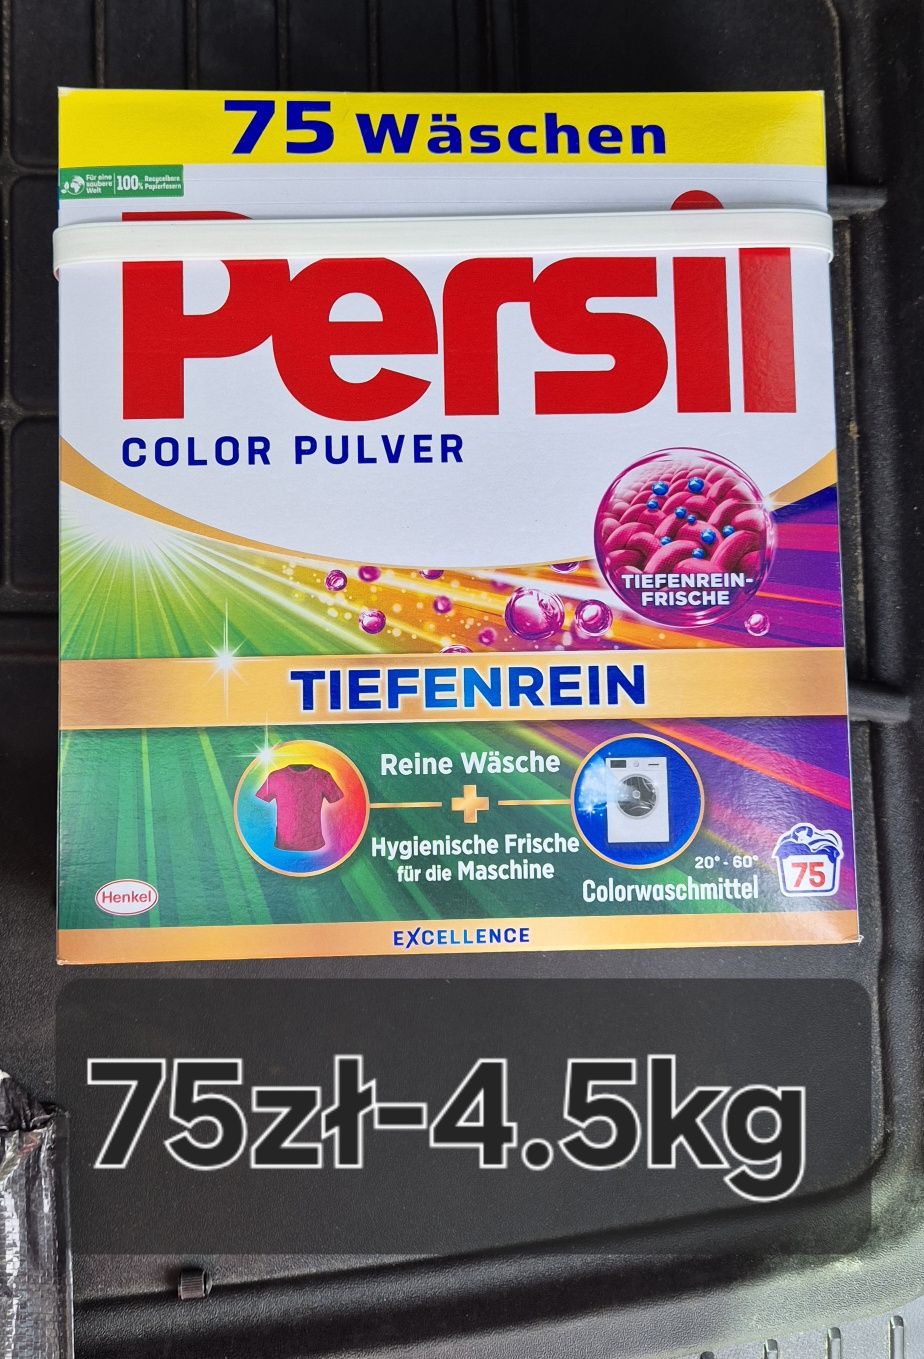 75 Wäschen
Für eine
saubere
Welt
100% Recycelbare
Papierfasern
Persil
COLOR PULVER
TIEFENREIN-
FRISCHE
TIEFENREIN
Reine Wäsche
+
Hygienische Frische
für die Maschine
20° - 60°
Colorwaschmittel
75
Henkel
EXCELLENCE
75zł-4.5kg